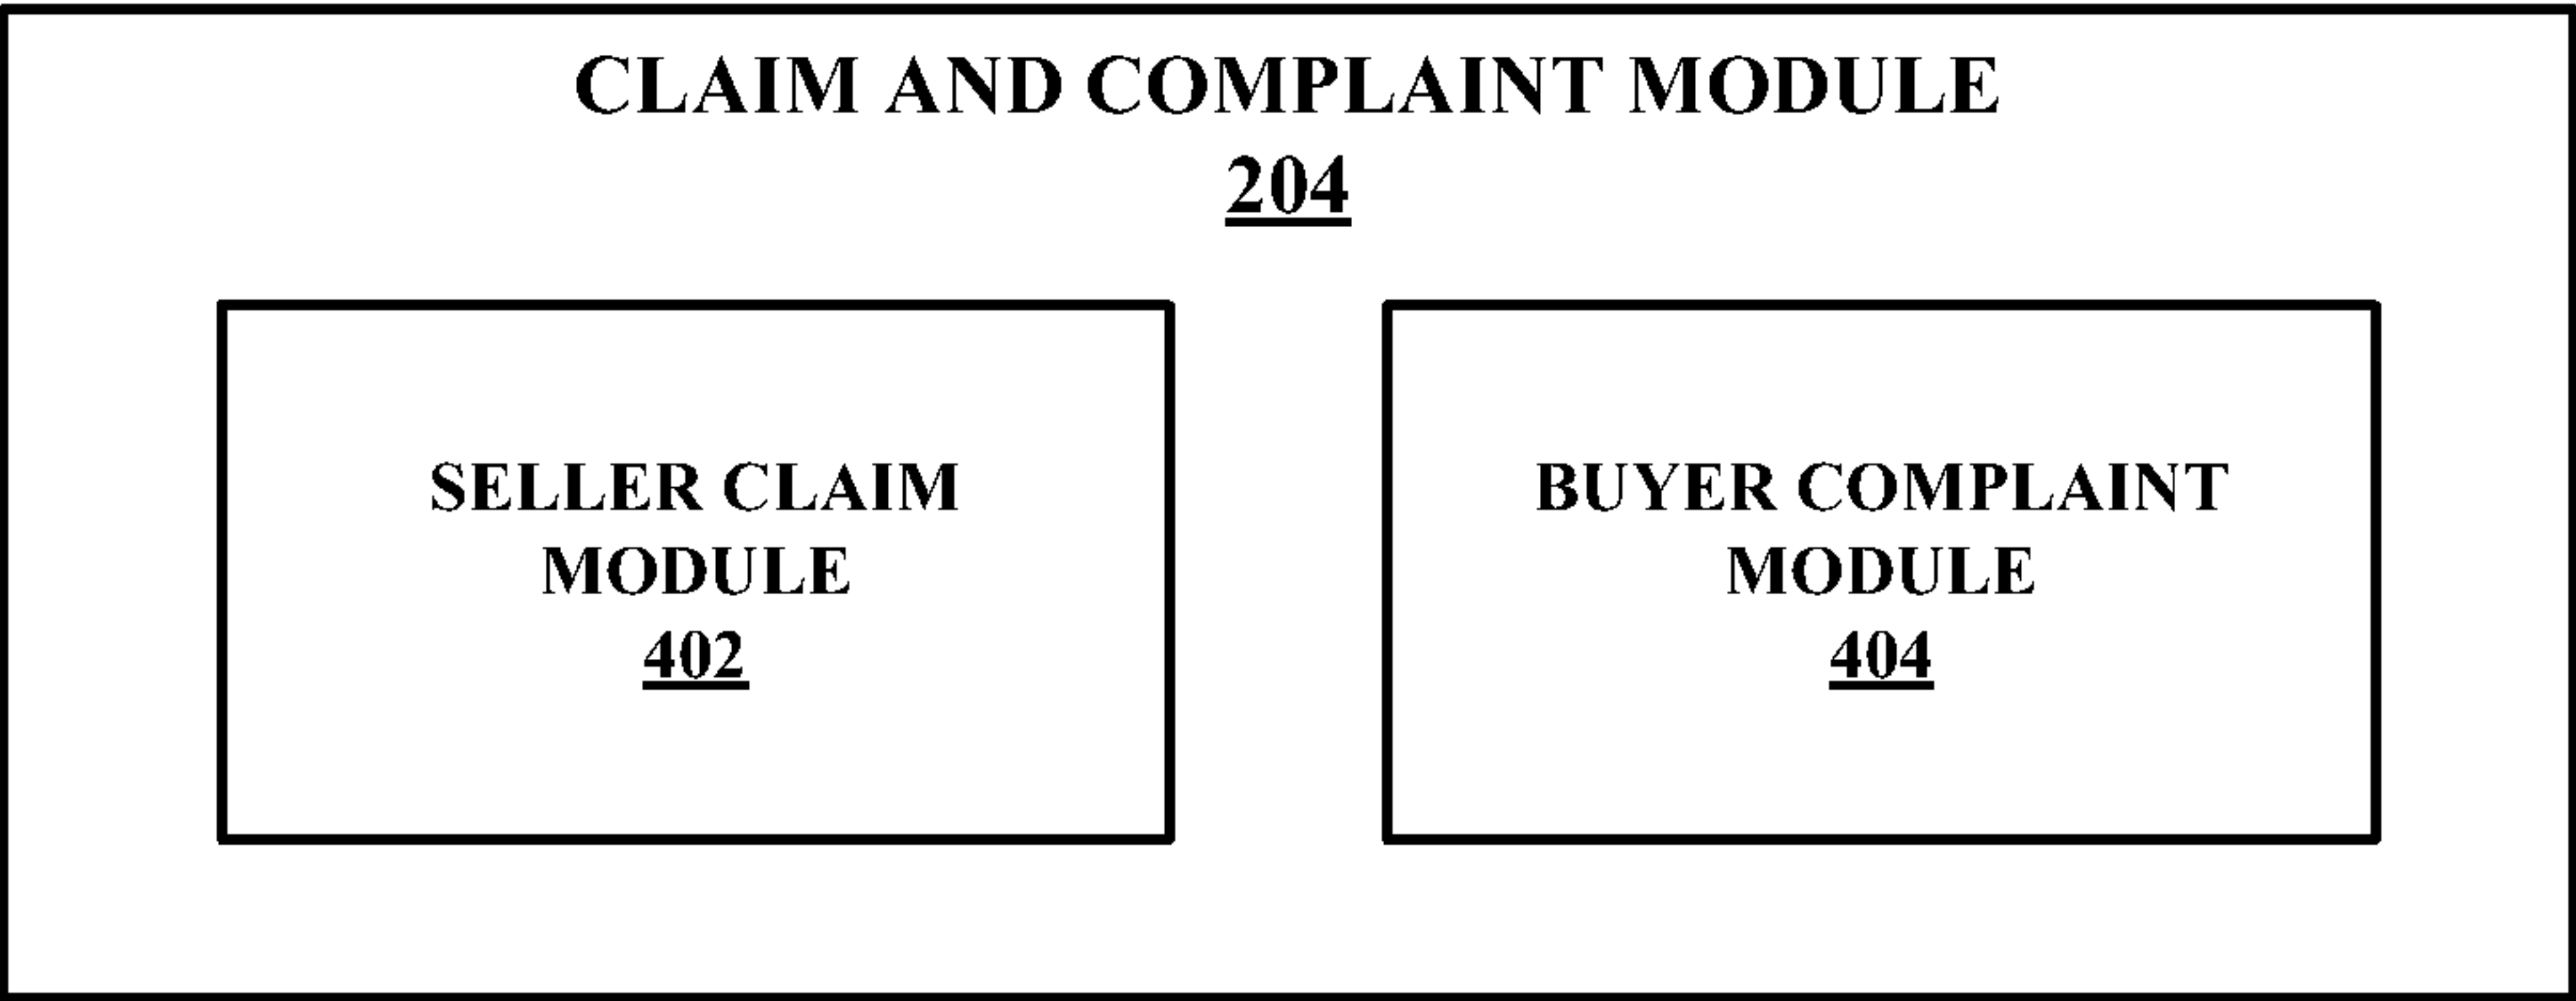 CLAIM AND COMPLAINT MODULE
204
SELLER CLAIM
MODULE
402
BUYER COMPLAINT
MODULE
404